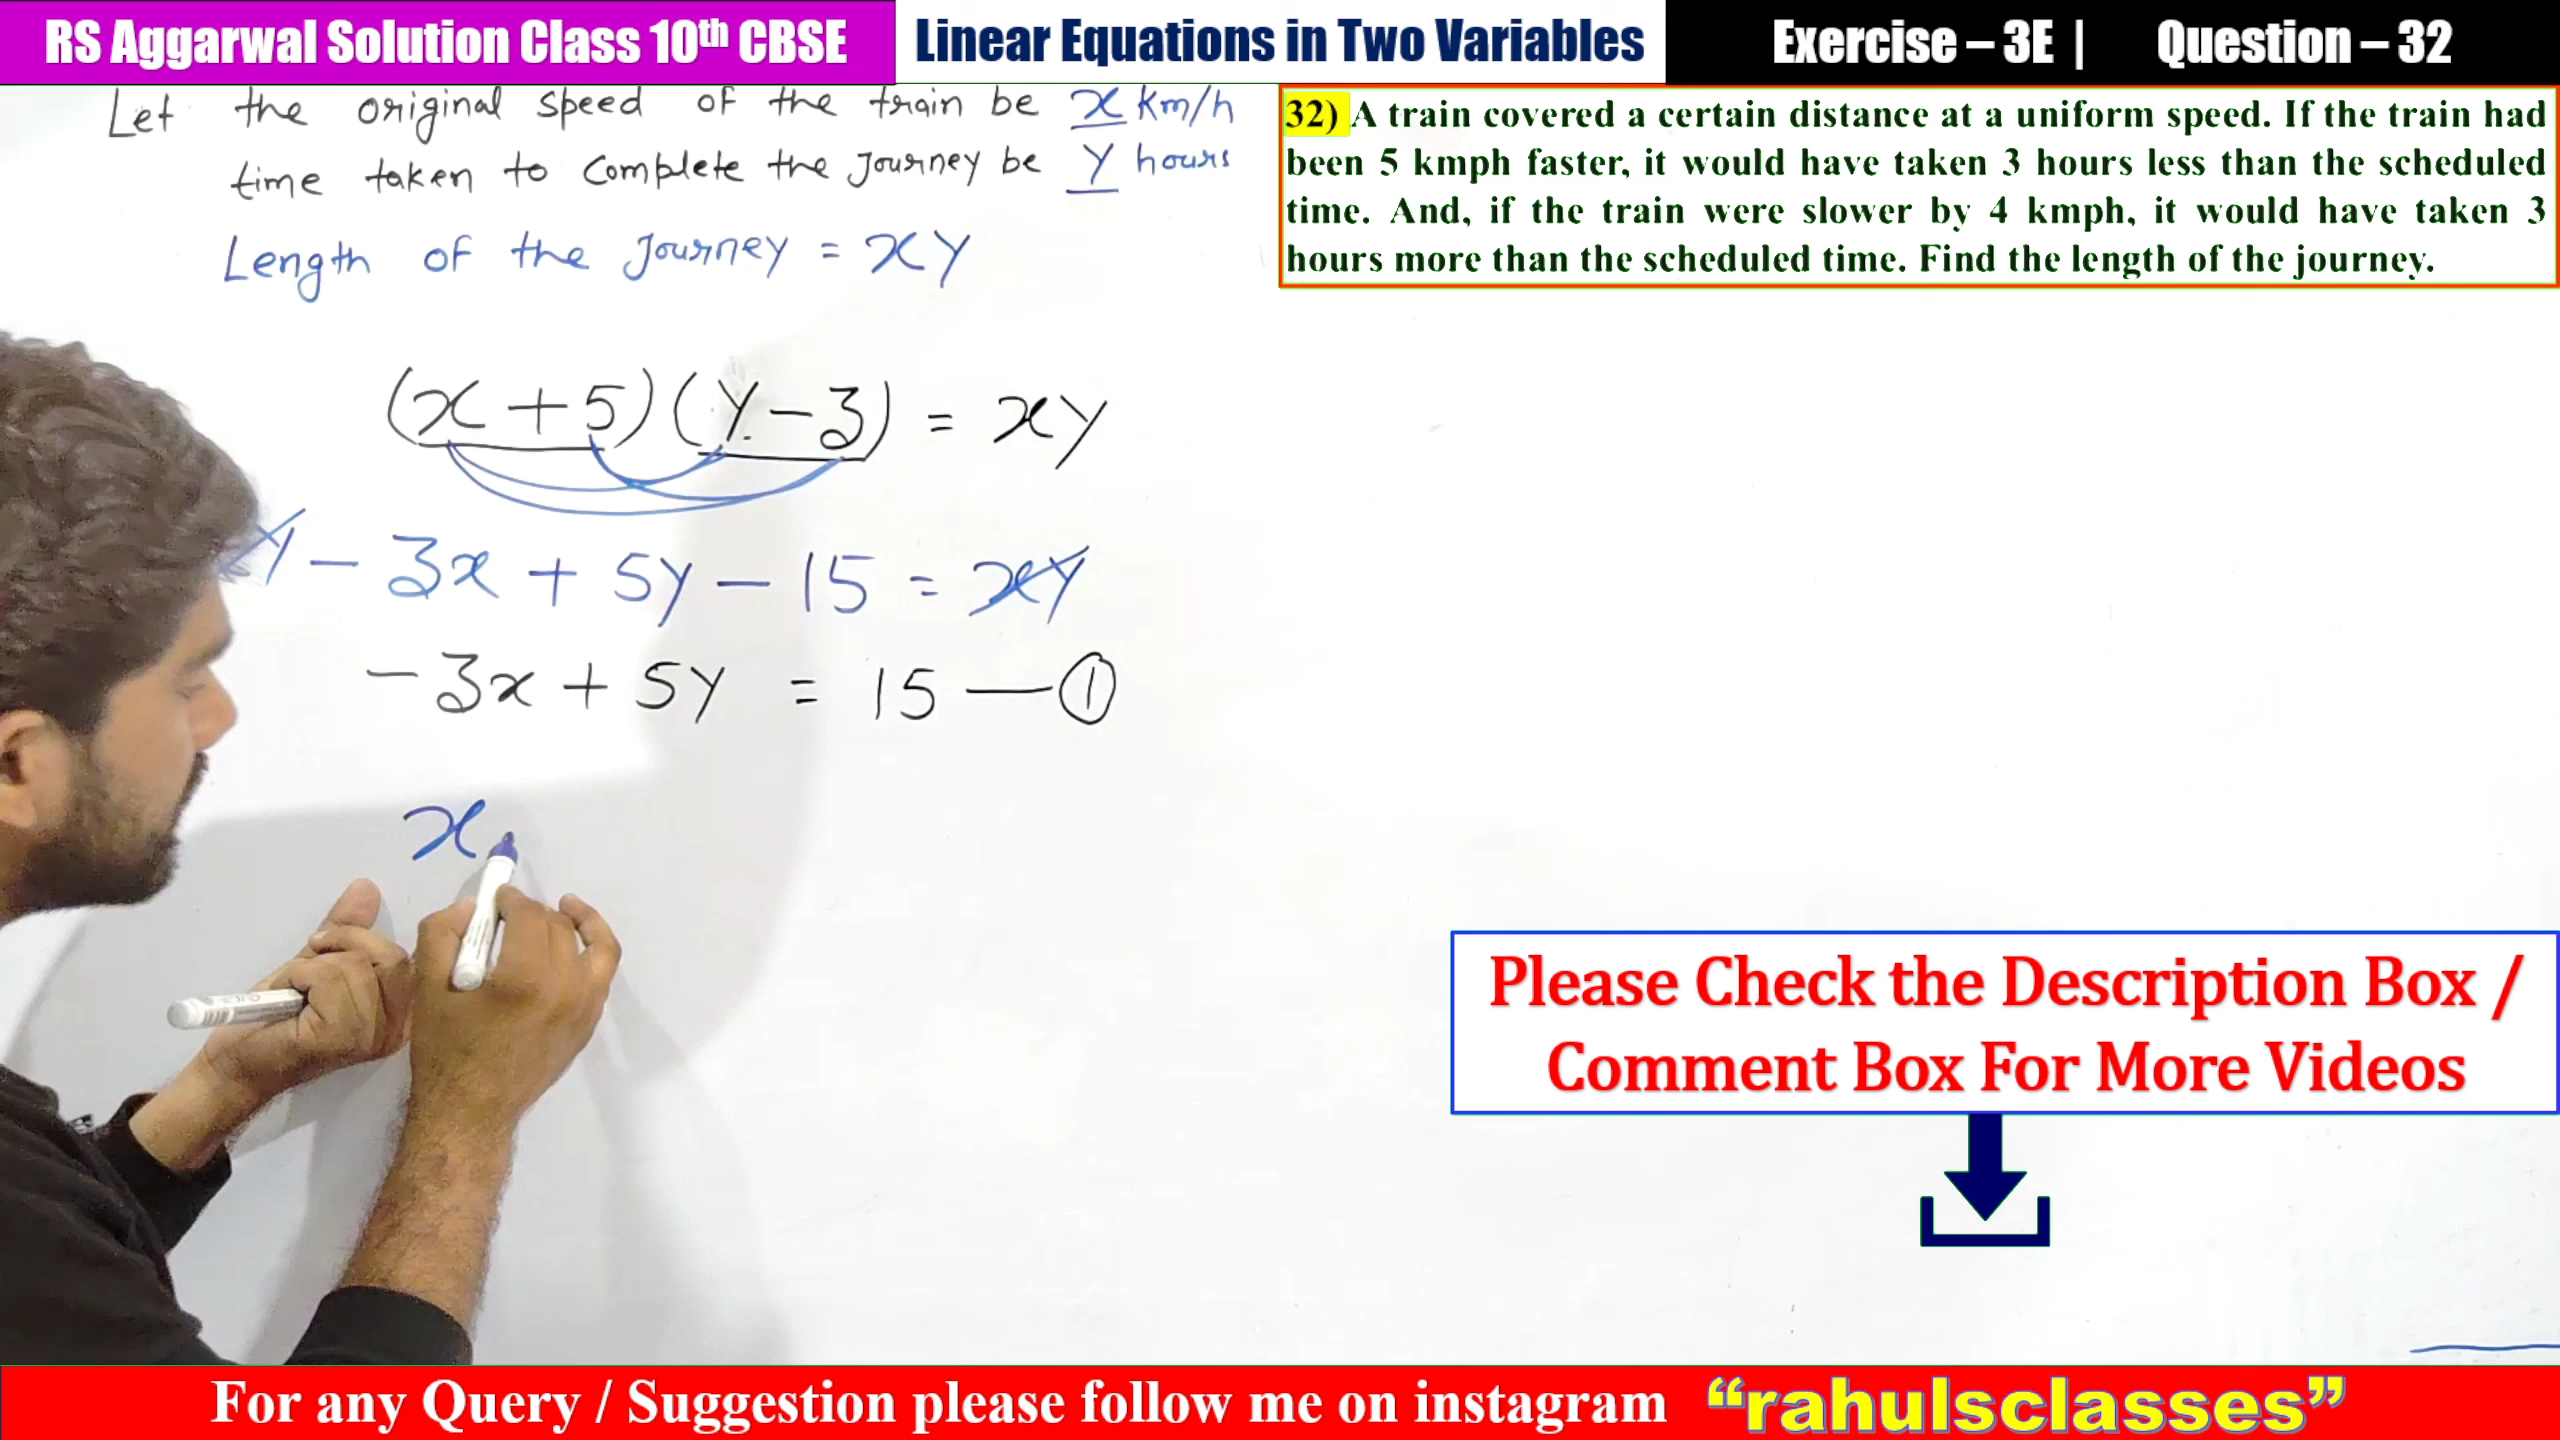 RS Aggarwal Solution Class 10th CBSE
Linear Equations in Two Variables
Exercise – 3E | Question – 32
Let the original speed of the train be x km/h
time taken to complete the Journey be y hours
Length of the Journey = xy
32) A train covered a certain distance at a uniform speed. If the train had
been 5 kmph faster, it would have taken 3 hours less than the scheduled
time. And, if the train were slower by 4 kmph, it would have taken 3
hours more than the scheduled time. Find the length of the journey.
(x + 5) (y - 3) = xy
y - 3x + 5y - 15 = xy
- 3x + 5y = 15 — ①
x
Please Check the Description Box /
Comment Box For More Videos
For any Query / Suggestion please follow me on instagram “rahulsclasses”